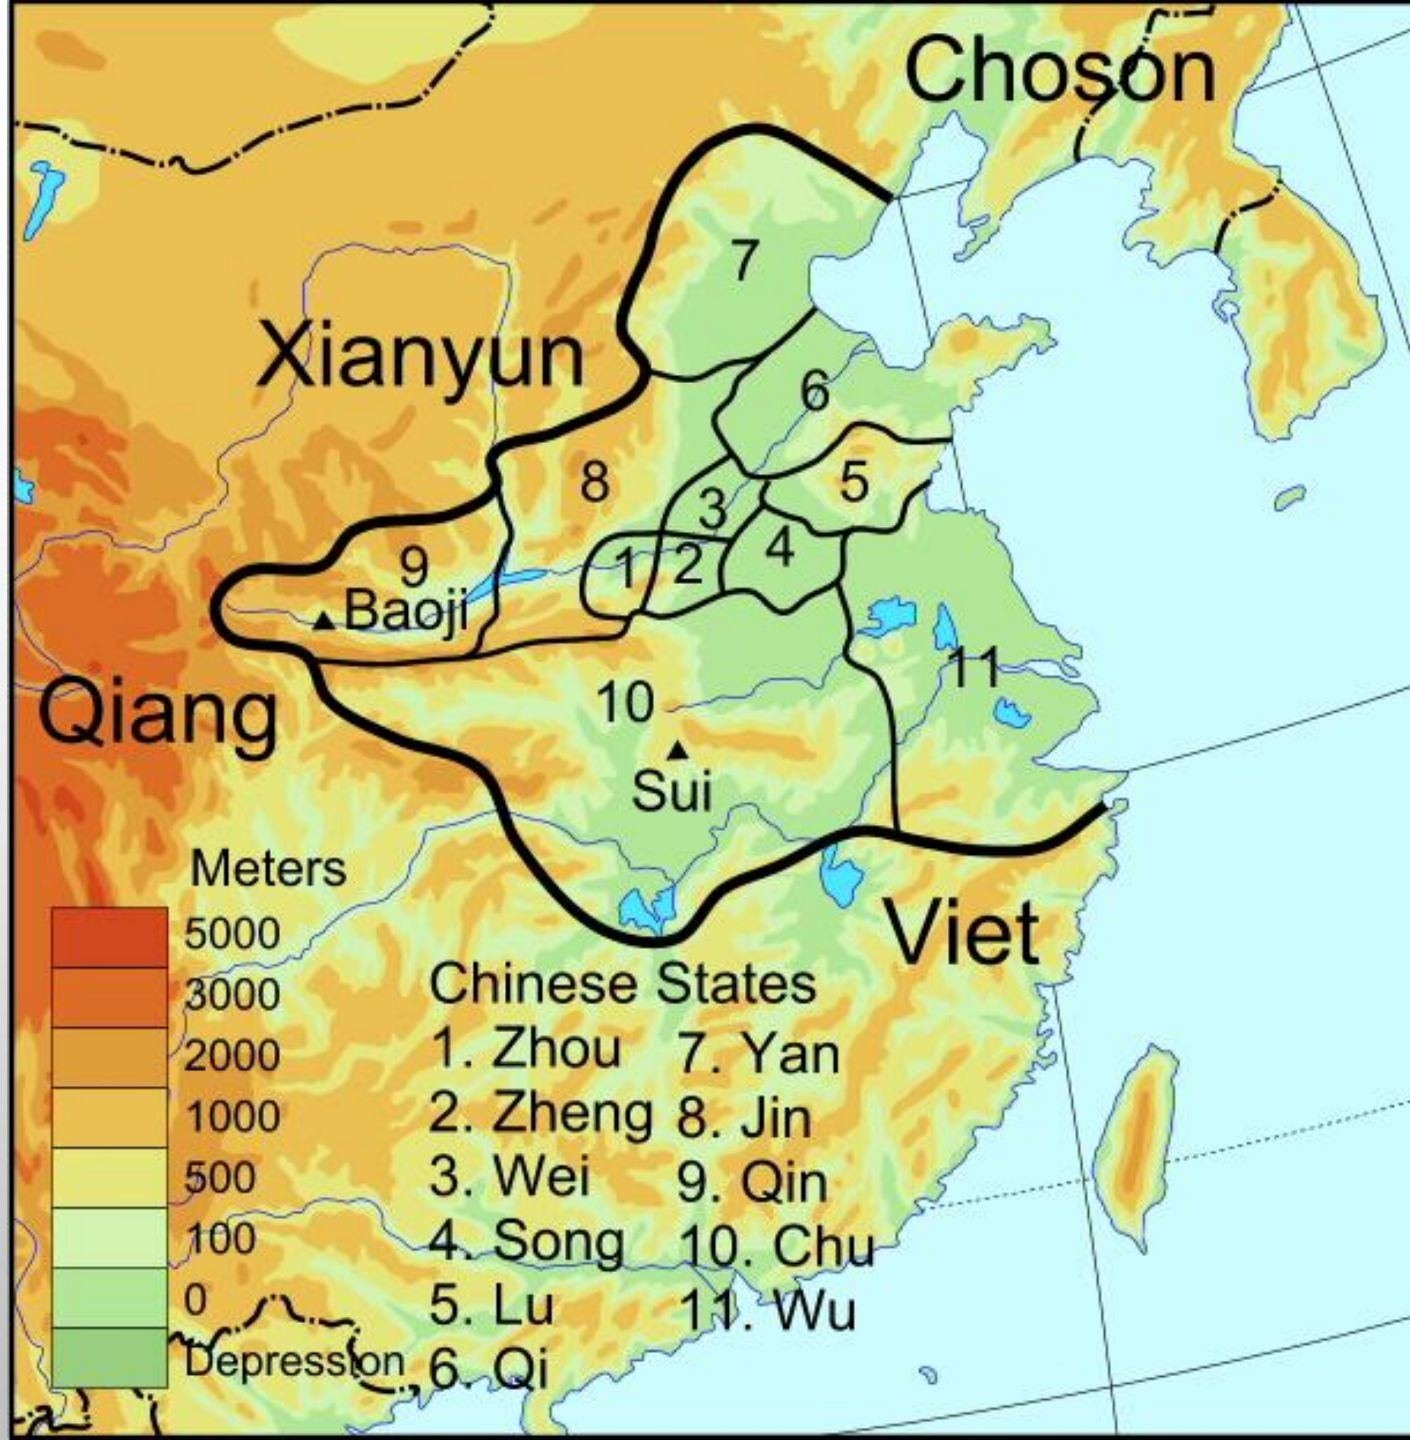 Choson
7
Xianyun
6
8
5
3
4
9
1
2
Baoji
11
Qiang
10
Sui
Meters
Viet
5000
3000
2000
1000
500
100
0
Depression
Chinese States
1. Zhou
2. Zheng
3. Wei
4. Song
5. Lu
6. Qi
7. Yan
8. Jin
9. Qin
10. Chu
11. Wu